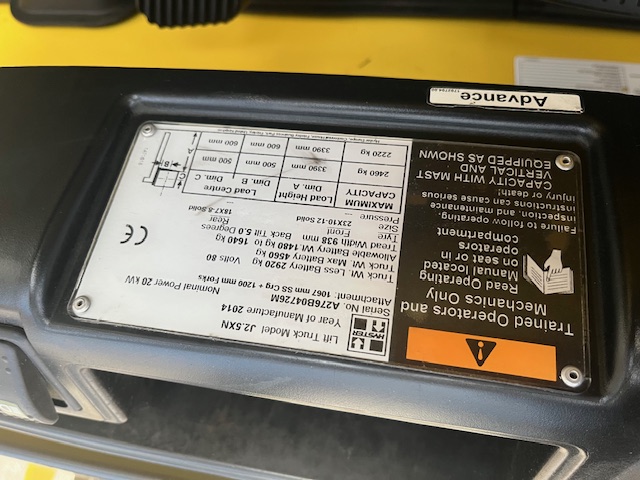 Advance
Trained Operators and
Mechanics Only
Read Operating
Manual located
on seat or in
Operators
compartment
Failure to follow operating,
inspection, and maintenance
instructions can cause serious
injury or death;
CAPACITY WITH MAST
VERTICAL AND
EQUIPPED AS SHOWN
HYSTER
Lift Truck Model J2.5XN
Year of Manufacture 2014
Serial No. A276B04726M
Attachment: 1067 mm SS Crg + 1200 mm Forks
Nominal Power 20 kW
Truck Wt. Less Battery 2920 kg Volts 80
Truck Wt. Max Battery 4560 kg
Allowable Battery Wt. 1480 kg to 1640 kg
Tread Width 938 mm Back Tilt 5.0 Degrees
Tyre Front Rear
Size 23X10-12 Solid 18X7-8 Solid
Pressure --- ---
CE
MAXIMUM CAPACITY Load Height Dim. A Load Centre Dim. B Dim. C
2460 kg 3390 mm 500 mm 500 mm
2220 kg 3390 mm 600 mm 600 mm
A
B
C